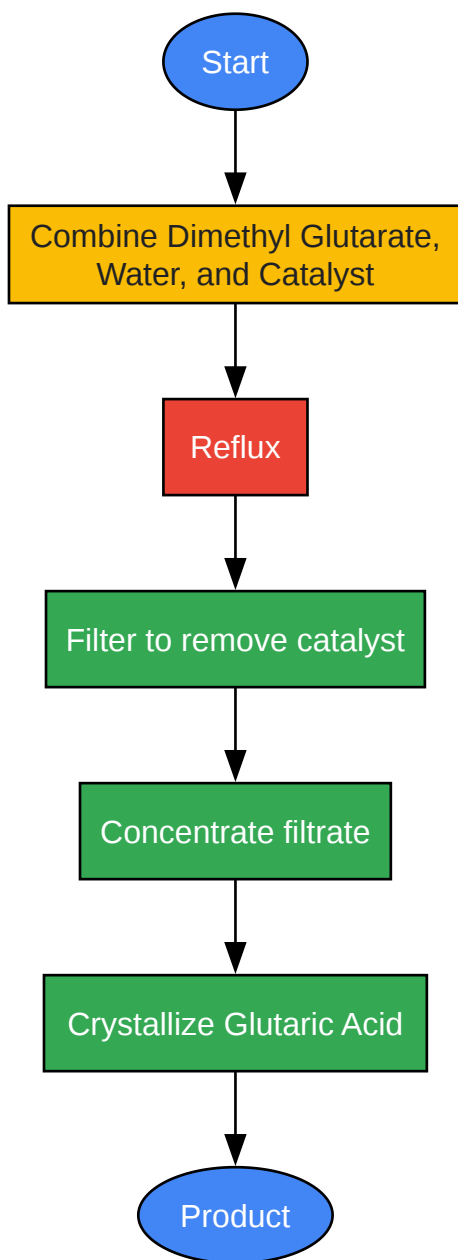 Start
Combine Dimethyl Glutarate,
Water, and Catalyst
Reflux
Filter to remove catalyst
Concentrate filtrate
Crystallize Glutaric Acid
Product